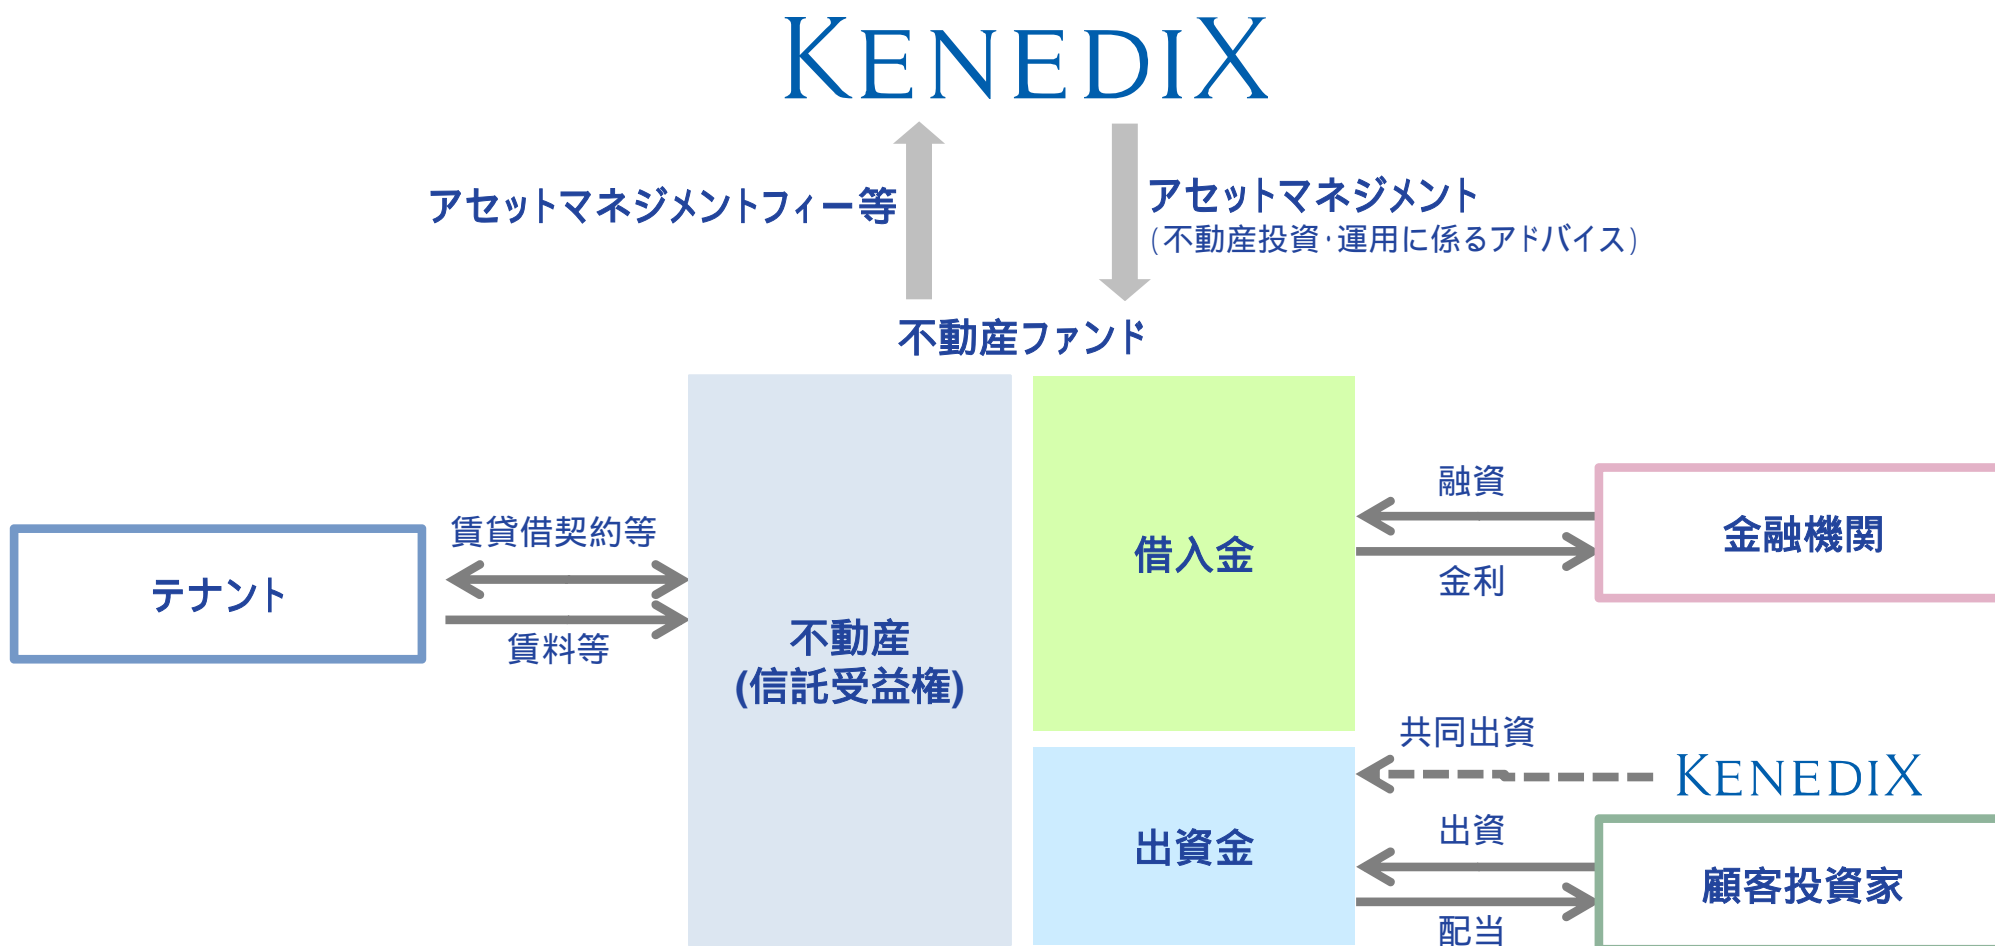 KENEDIX
アセットマネジメントフィー等
アセットマネジメント
(不動産投資・運用に係るアドバイス)
不動産ファンド
テナント
賃貸借契約等
賃料等
不動産
(信託受益権)
借入金
融資
金利
金融機関
出資金
共同出資
KENEDIX
出資
配当
顧客投資家